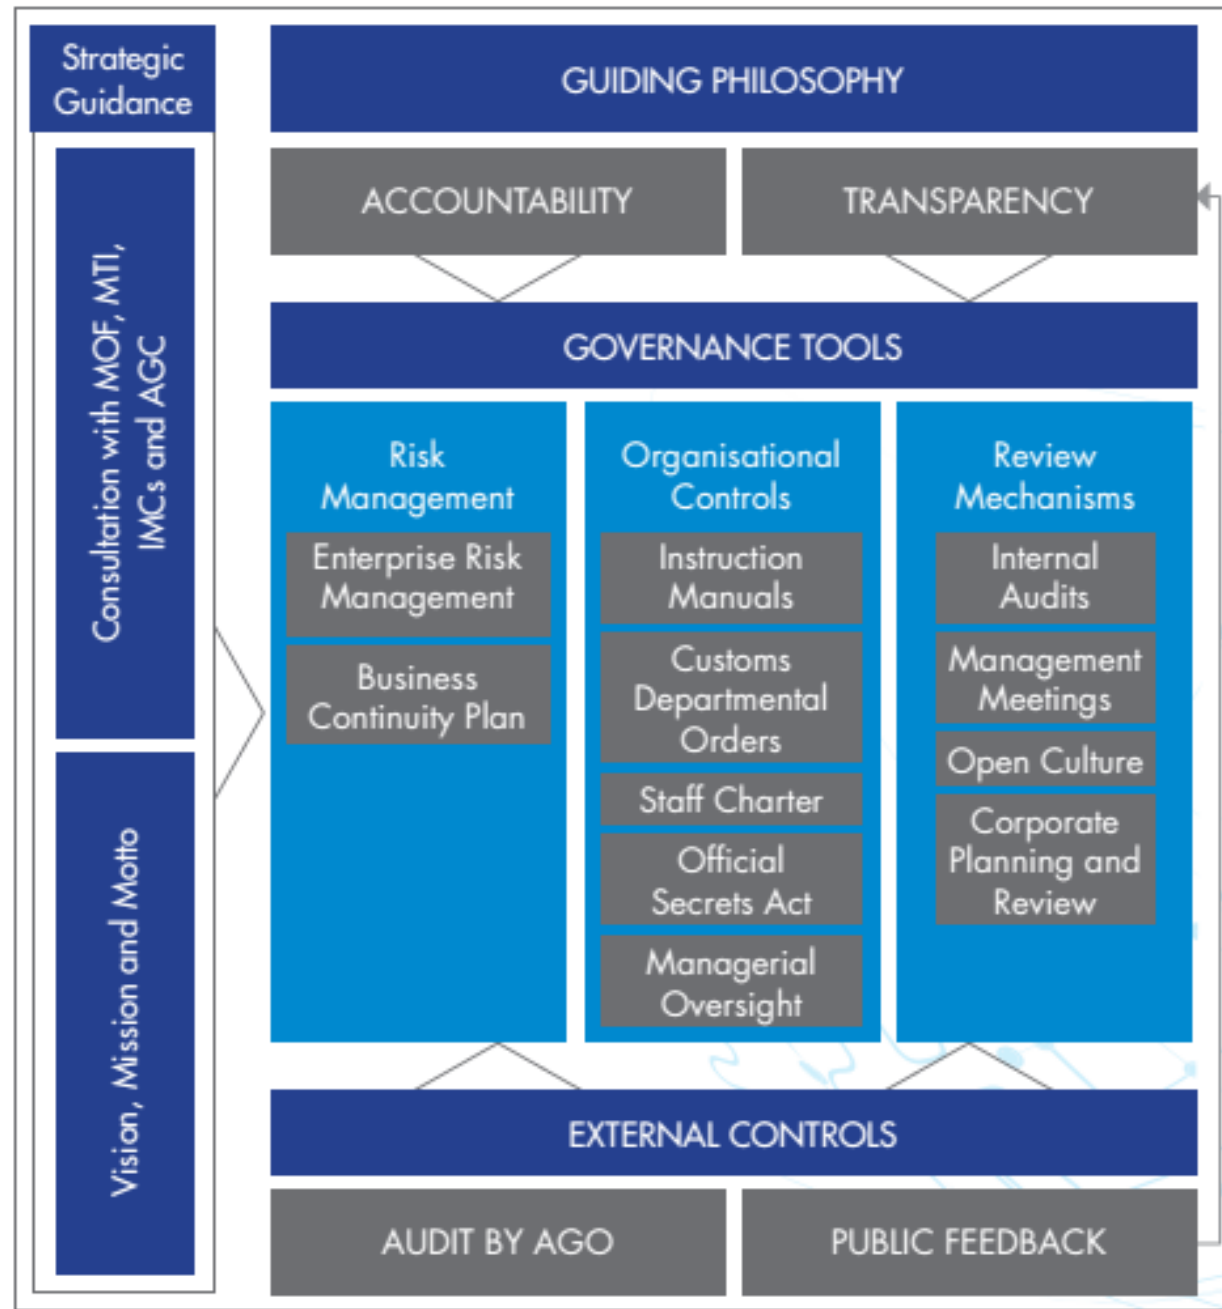 Strategic
Guidance
Consultation with MOF, MTI,
IMCs and AGC
Vision, Mission and Motto
GUIDING PHILOSOPHY
ACCOUNTABILITY
TRANSPARENCY
GOVERNANCE TOOLS
Risk
Management
Enterprise Risk
Management
Business
Continuity Plan
Organisational
Controls
Instruction
Manuals
Customs
Departmental
Orders
Staff Charter
Official
Secrets Act
Managerial
Oversight
Review
Mechanisms
Internal
Audits
Management
Meetings
Open Culture
Corporate
Planning and
Review
EXTERNAL CONTROLS
AUDIT BY AGO
PUBLIC FEEDBACK